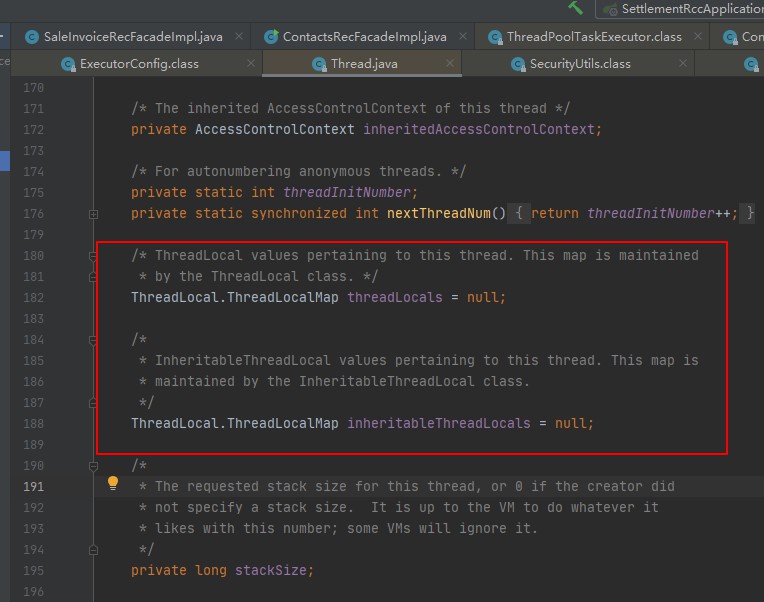 SettlementRccApplication
SaleInvoiceRecFacadeImpl.java
ContactsRecFacadeImpl.java
ThreadPoolTaskExecutor.class
Con
ce
ExecutorConfig.class
Thread.java
SecurityUtils.class
170
171 /* The inherited AccessControlContext of this thread */
172 private AccessControlContext inheritedAccessControlContext;
173
174 /* For autonumbering anonymous threads. */
175 private static int threadInitNumber;
176 private static synchronized int nextThreadNum() { return threadInitNumber++; }
179
180 /* ThreadLocal values pertaining to this thread. This map is maintained
181 * by the ThreadLocal class. */
182 ThreadLocal.ThreadLocalMap threadLocals = null;
183
184 /*
185 * InheritableThreadLocal values pertaining to this thread. This map is
186 * maintained by the InheritableThreadLocal class.
187 */
188 ThreadLocal.ThreadLocalMap inheritableThreadLocals = null;
189
190 /*
191 * The requested stack size for this thread, or 0 if the creator did
192 * not specify a stack size.  It is up to the VM to do whatever it
193 * likes with this number; some VMs will ignore it.
194 */
195 private long stackSize;
196